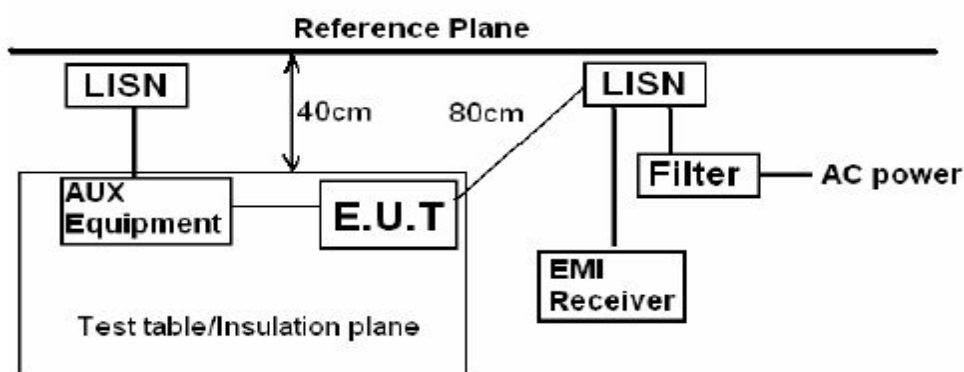 Reference Plane
LISN
40cm
80cm
LISN
Filter
AC power
AUX
Equipment
E.U.T
EMI
Receiver
Test table/Insulation plane